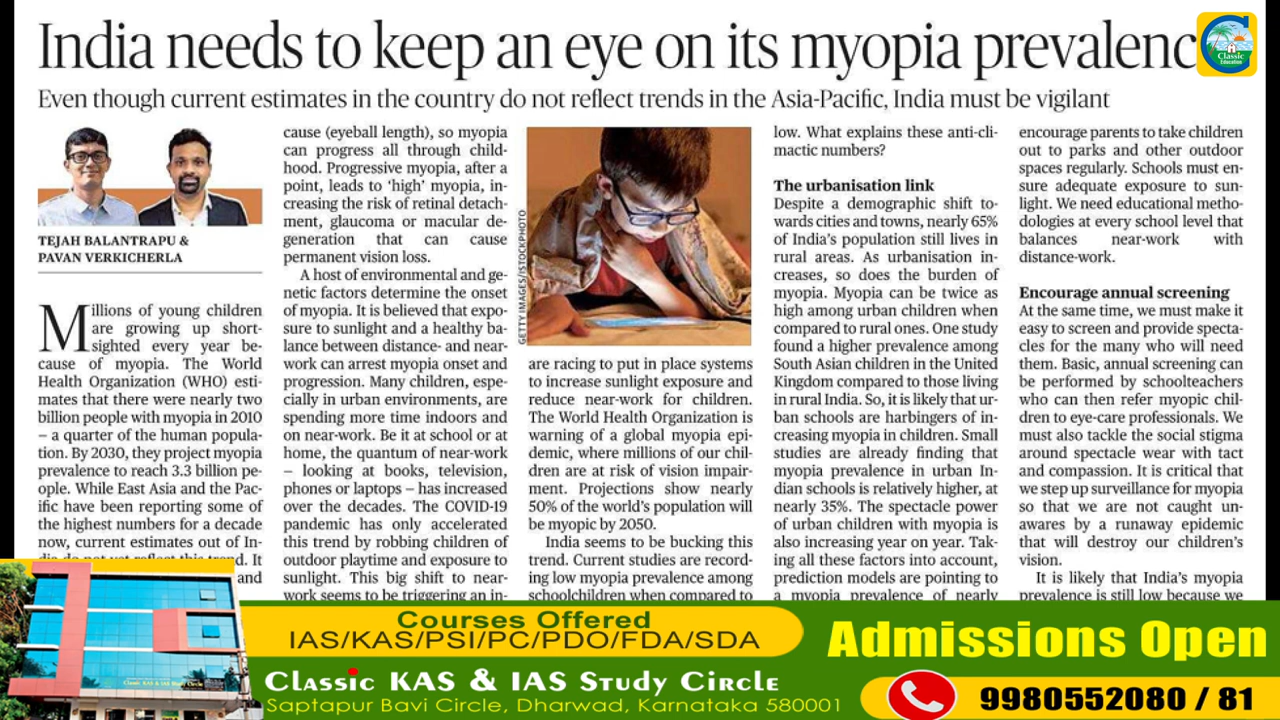 India needs to keep an eye on its myopia prevalenc
Classic
Education
Even though current estimates in the country do not reflect trends in the Asia-Pacific, India must be vigilant
TEJAH BALANTRAPU &
PAVAN VERKICHERLA
Millions of young children
are growing up short-
sighted every year be-
cause of myopia. The World
Health Organization (WHO) esti-
mates that there were nearly two
billion people with myopia in 2010
– a quarter of the human popula-
tion. By 2030, they project myopia
prevalence to reach 3.3 billion pe-
ople. While East Asia and the Pac-
ific have been reporting some of
the highest numbers for a decade
now, current estimates out of In-
dia do not yet reflect this trend. It
and
cause (eyeball length), so myopia
can progress all through child-
hood. Progressive myopia, after a
point, leads to ‘high’ myopia, in-
creasing the risk of retinal detach-
ment, glaucoma or macular de-
generation that can cause
permanent vision loss.
A host of environmental and ge-
netic factors determine the onset
of myopia. It is believed that expo-
sure to sunlight and a healthy ba-
lance between distance- and near-
work can arrest myopia onset and
progression. Many children, espe-
cially in urban environments, are
spending more time indoors and
on near-work. Be it at school or at
home, the quantum of near-work
– looking at books, television,
phones or laptops – has increased
over the decades. The COVID-19
pandemic has only accelerated
this trend by robbing children of
outdoor playtime and exposure to
sunlight. This big shift to near-
work seems to be triggering an in-
GETTY IMAGES/ISTOCKPHOTO
are racing to put in place systems
to increase sunlight exposure and
reduce near-work for children.
The World Health Organization is
warning of a global myopia epi-
demic, where millions of our chil-
dren are at risk of vision impair-
ment. Projections show nearly
50% of the world’s population will
be myopic by 2050.
India seems to be bucking this
trend. Current studies are record-
ing low myopia prevalence among
schoolchildren when compared to
low. What explains these anti-cli-
mactic numbers?
The urbanisation link
Despite a demographic shift to-
wards cities and towns, nearly 65%
of India’s population still lives in
rural areas. As urbanisation in-
creases, so does the burden of
myopia. Myopia can be twice as
high among urban children when
compared to rural ones. One study
found a higher prevalence among
South Asian children in the United
Kingdom compared to those living
in rural India. So, it is likely that ur-
ban schools are harbingers of in-
creasing myopia in children. Small
studies are already finding that
myopia prevalence in urban In-
dian schools is relatively higher, at
nearly 35%. The spectacle power
of urban children with myopia is
also increasing year on year. Tak-
ing all these factors into account,
prediction models are pointing to
a myopia prevalence of nearly
encourage parents to take children
out to parks and other outdoor
spaces regularly. Schools must en-
sure adequate exposure to sun-
light. We need educational metho-
dologies at every school level that
balances near-work with
distance-work.
Encourage annual screening
At the same time, we must make it
easy to screen and provide specta-
cles for the many who will need
them. Basic, annual screening can
be performed by schoolteachers
who can then refer myopic chil-
dren to eye-care professionals. We
must also tackle the social stigma
around spectacle wear with tact
and compassion. It is critical that
we step up surveillance for myopia
so that we are not caught un-
awares by a runaway epidemic
that will destroy our children’s
vision.
It is likely that India’s myopia
prevalence is still low because we
Classic KAS & IAS Study Circle
Courses Offered
IAS/KAS/PSI/PC/PDO/FDA/SDA
Classic KAS & IAS Study Circle
Saptapur Bavi Circle, Dharwad, Karnataka 580001
Admissions Open
9980552080 / 81